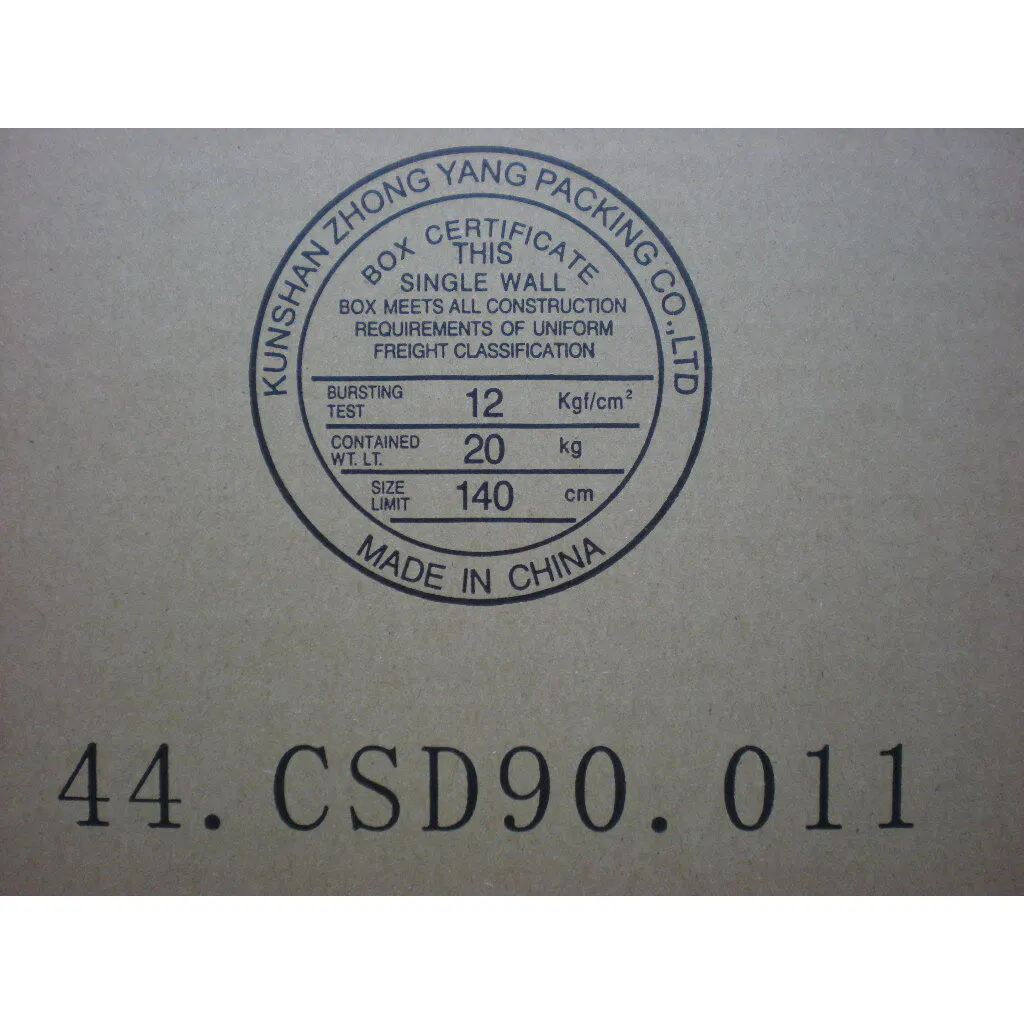 KUNSHAN ZHONG YANG PACKING CO.,LTD
BOX CERTIFICATE
THIS
SINGLE WALL
BOX MEETS ALL CONSTRUCTION
REQUIREMENTS OF UNIFORM
FREIGHT CLASSIFICATION
BURSTING TEST 12 Kgf/cm²
CONTAINED WT. LT. 20 kg
SIZE LIMIT 140 cm
MADE IN CHINA
44.CSD90.011